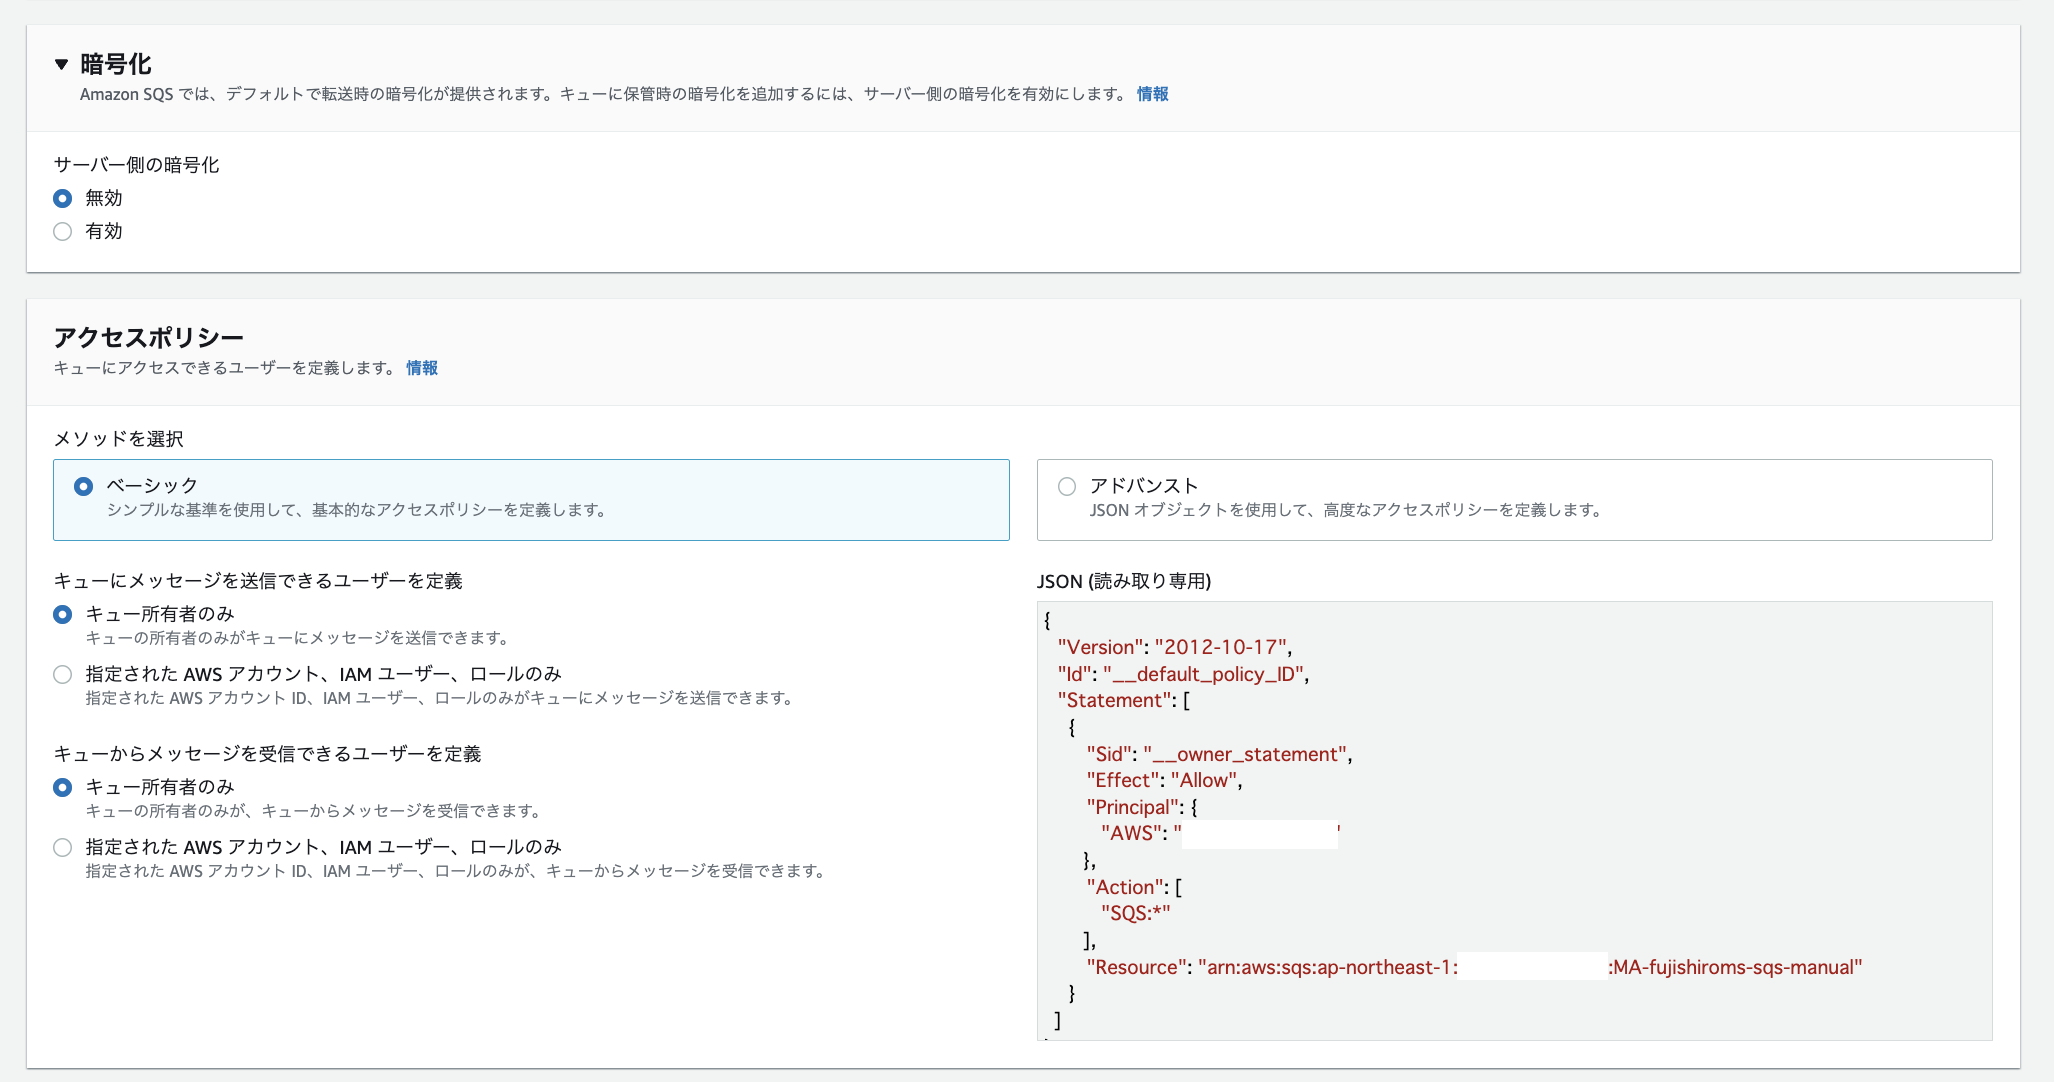 ▼ 暗号化
Amazon SQS では、デフォルトで転送時の暗号化が提供されます。キューに保管時の暗号化を追加するには、サーバー側の暗号化を有効にします。 情報
サーバー側の暗号化
無効
有効
アクセスポリシー
キューにアクセスできるユーザーを定義します。 情報
メソッドを選択
ベーシック
シンプルな基準を使用して、基本的なアクセスポリシーを定義します。
アドバンスト
JSON オブジェクトを使用して、高度なアクセスポリシーを定義します。
キューにメッセージを送信できるユーザーを定義
キュー所有者のみ
キューの所有者のみがキューにメッセージを送信できます。
指定された AWS アカウント、IAM ユーザー、ロールのみ
指定された AWS アカウント ID、IAM ユーザー、ロールのみがキューにメッセージを送信できます。
キューからメッセージを受信できるユーザーを定義
キュー所有者のみ
キューの所有者のみが、キューからメッセージを受信できます。
指定された AWS アカウント、IAM ユーザー、ロールのみ
指定された AWS アカウント ID、IAM ユーザー、ロールのみが、キューからメッセージを受信できます。
JSON (読み取り専用)
{
"Version": "2012-10-17",
"Id": "__default_policy_ID",
"Statement": [
{
"Sid": "__owner_statement",
"Effect": "Allow",
"Principal": {
"AWS": " "
},
"Action": [
"SQS:*"
],
"Resource": "arn:aws:sqs:ap-northeast-1: :MA-fujishiroms-sqs-manual"
}
]